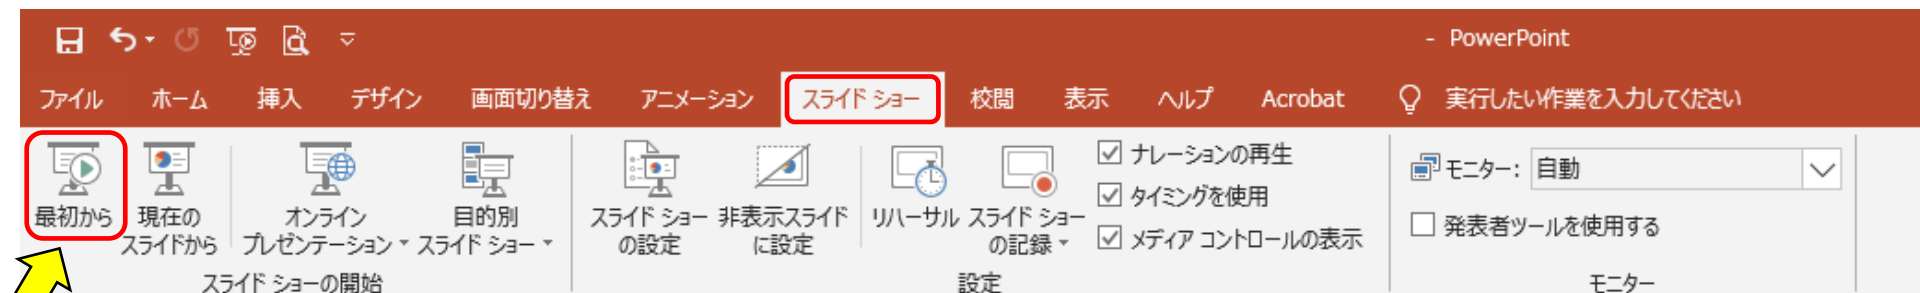 - PowerPoint
ファイル ホーム 挿入 デザイン 画面切り替え アニメーション スライド ショー 校閲 表示 ヘルプ Acrobat 実行したい作業を入力してください
最初から
現在の
スライドから
オンライン
プレゼンテーション
目的別
スライド ショー
スライド ショーの開始
スライド ショー
の設定
非表示スライド
に設定
リハーサル
スライド ショー
の記録
ナレーションの再生
タイミングを使用
メディア コントロールの表示
設定
モニター: 自動
発表者ツールを使用する
モニター